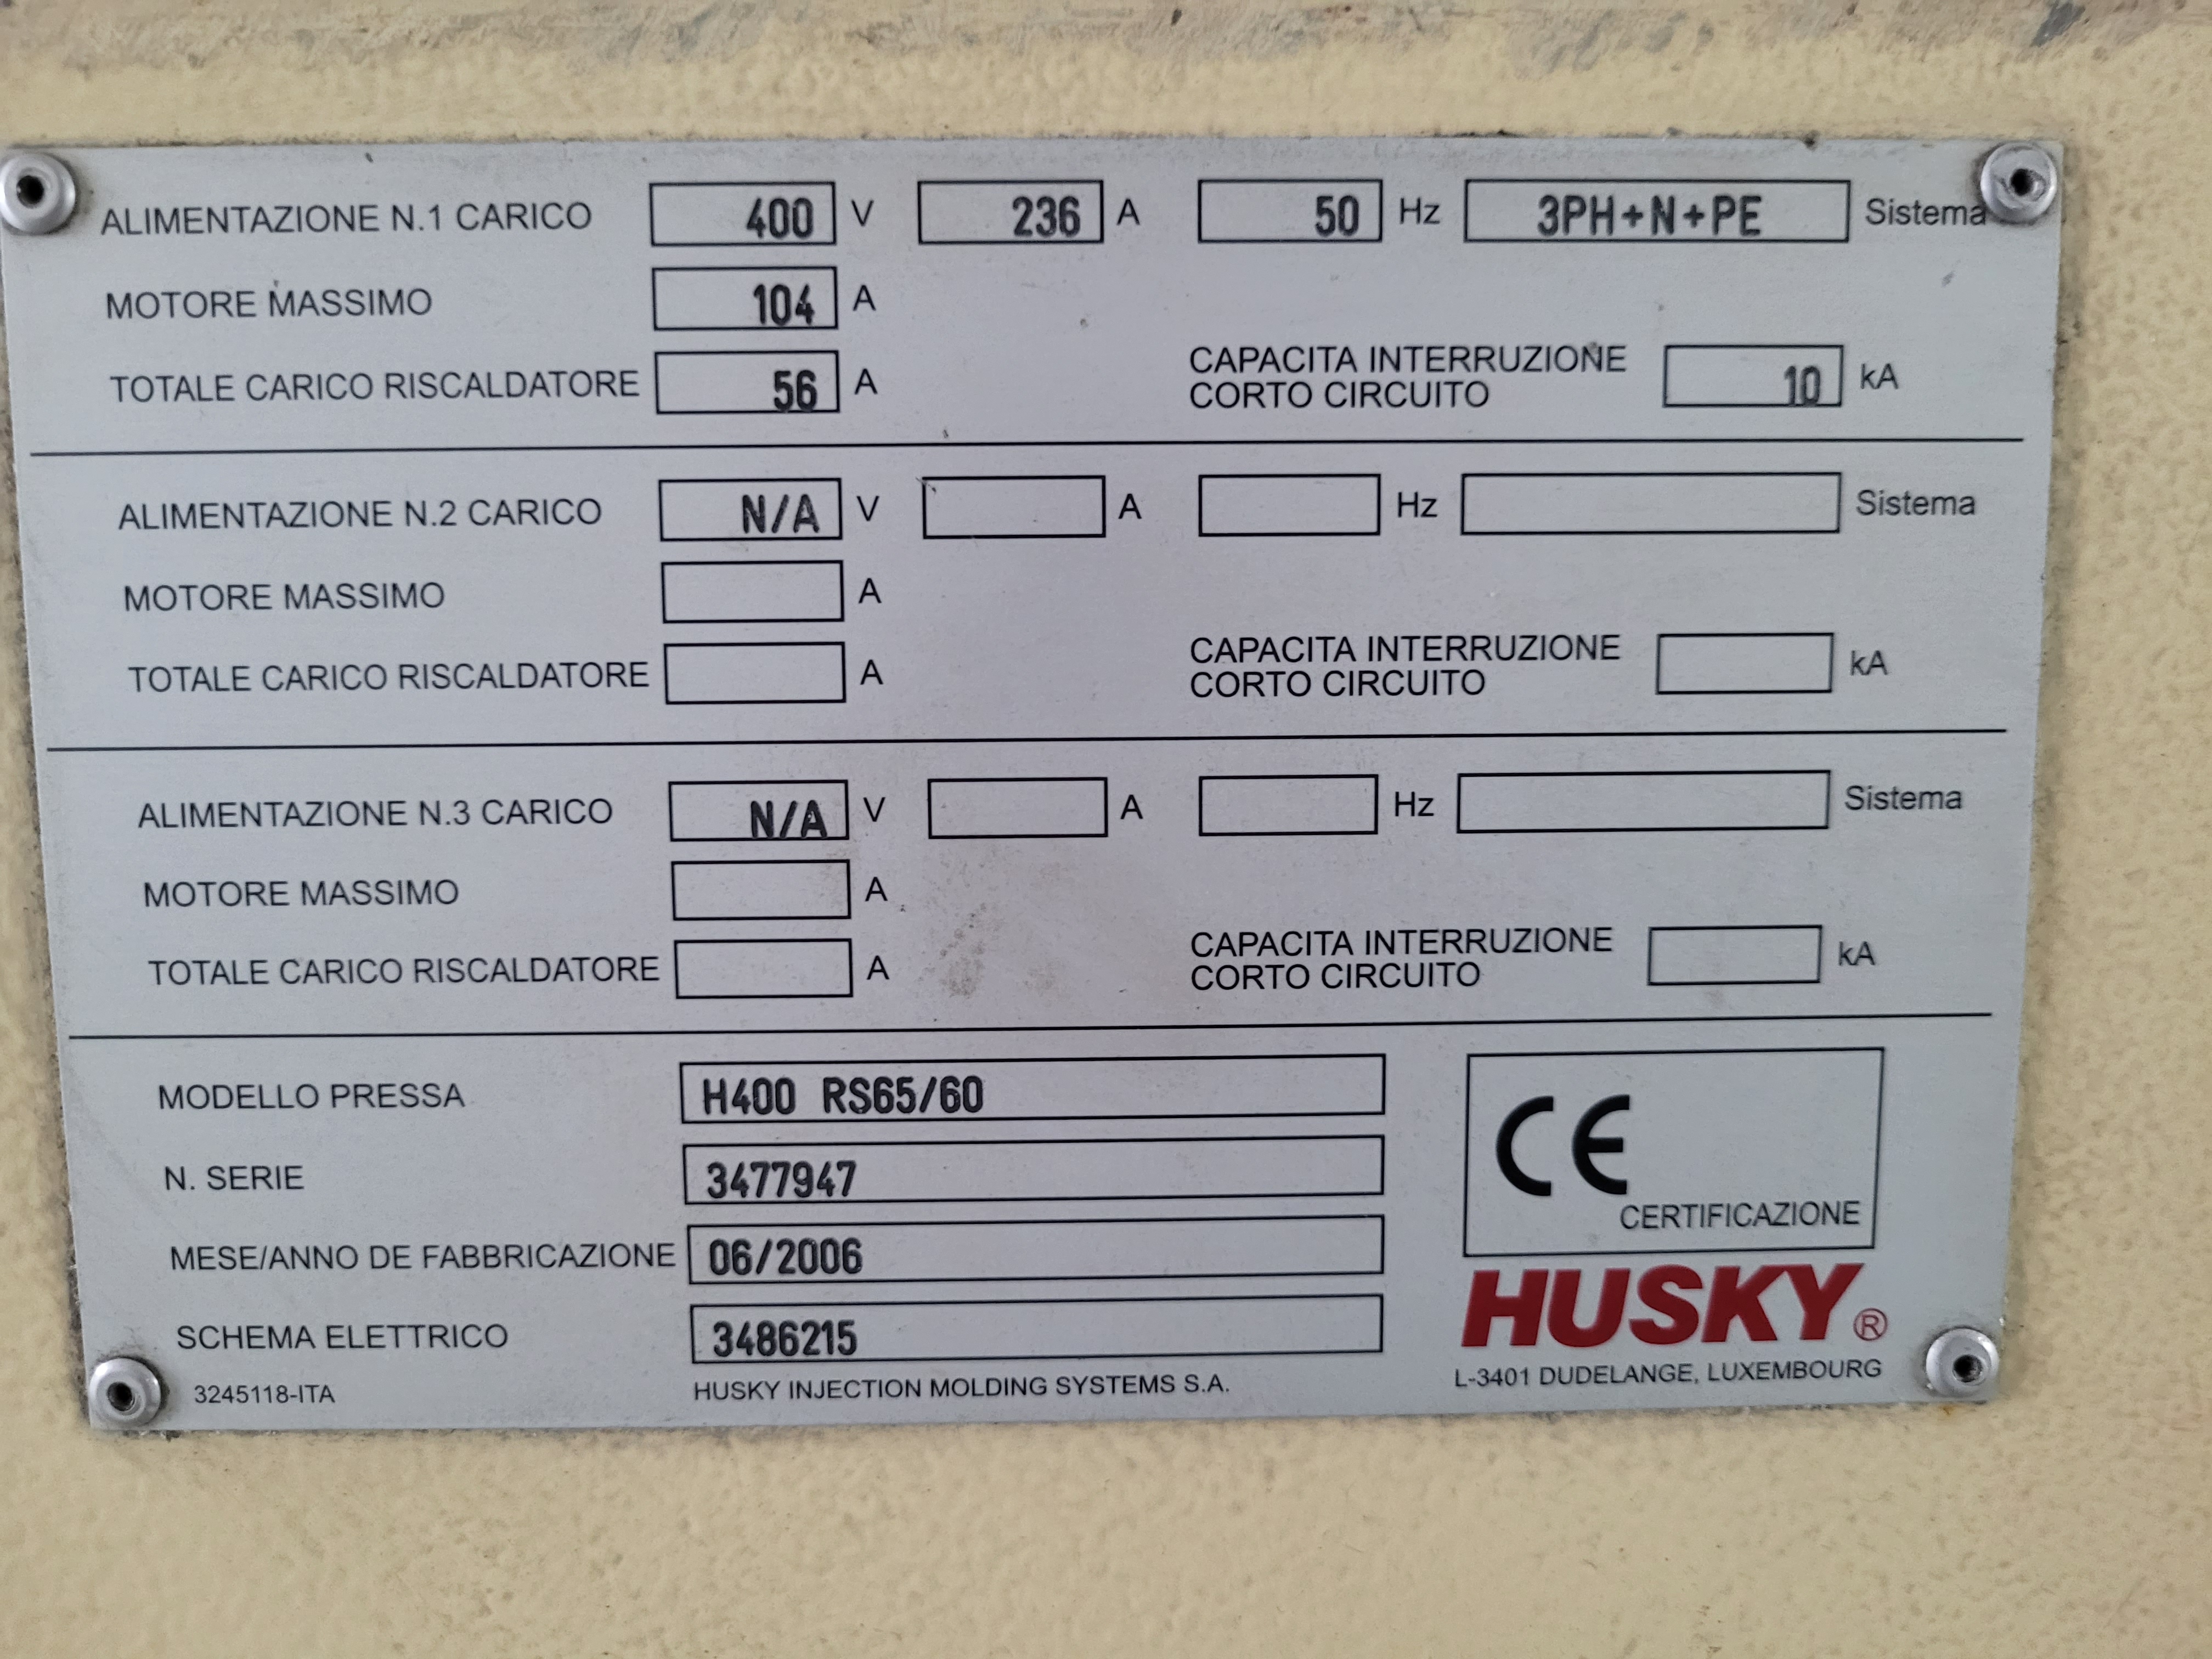 ALIMENTAZIONE N.1 CARICO 400 V 236 A 50 Hz 3PH+N+PE Sistema
MOTORE MASSIMO 104 A
TOTALE CARICO RISCALDATORE 56 A CAPACITA INTERRUZIONE CORTO CIRCUITO 10 kA
ALIMENTAZIONE N.2 CARICO N/A V A Hz Sistema
MOTORE MASSIMO A
TOTALE CARICO RISCALDATORE A CAPACITA INTERRUZIONE CORTO CIRCUITO kA
ALIMENTAZIONE N.3 CARICO N/A V A Hz Sistema
MOTORE MASSIMO A
TOTALE CARICO RISCALDATORE A CAPACITA INTERRUZIONE CORTO CIRCUITO kA
MODELLO PRESSA H400 RS65/60
N. SERIE 3477947
MESE/ANNO DE FABBRICAZIONE 06/2006
SCHEMA ELETTRICO 3486215
3245118-ITA
HUSKY INJECTION MOLDING SYSTEMS S.A.
CE
CERTIFICAZIONE
HUSKY®
L-3401 DUDELANGE, LUXEMBOURG